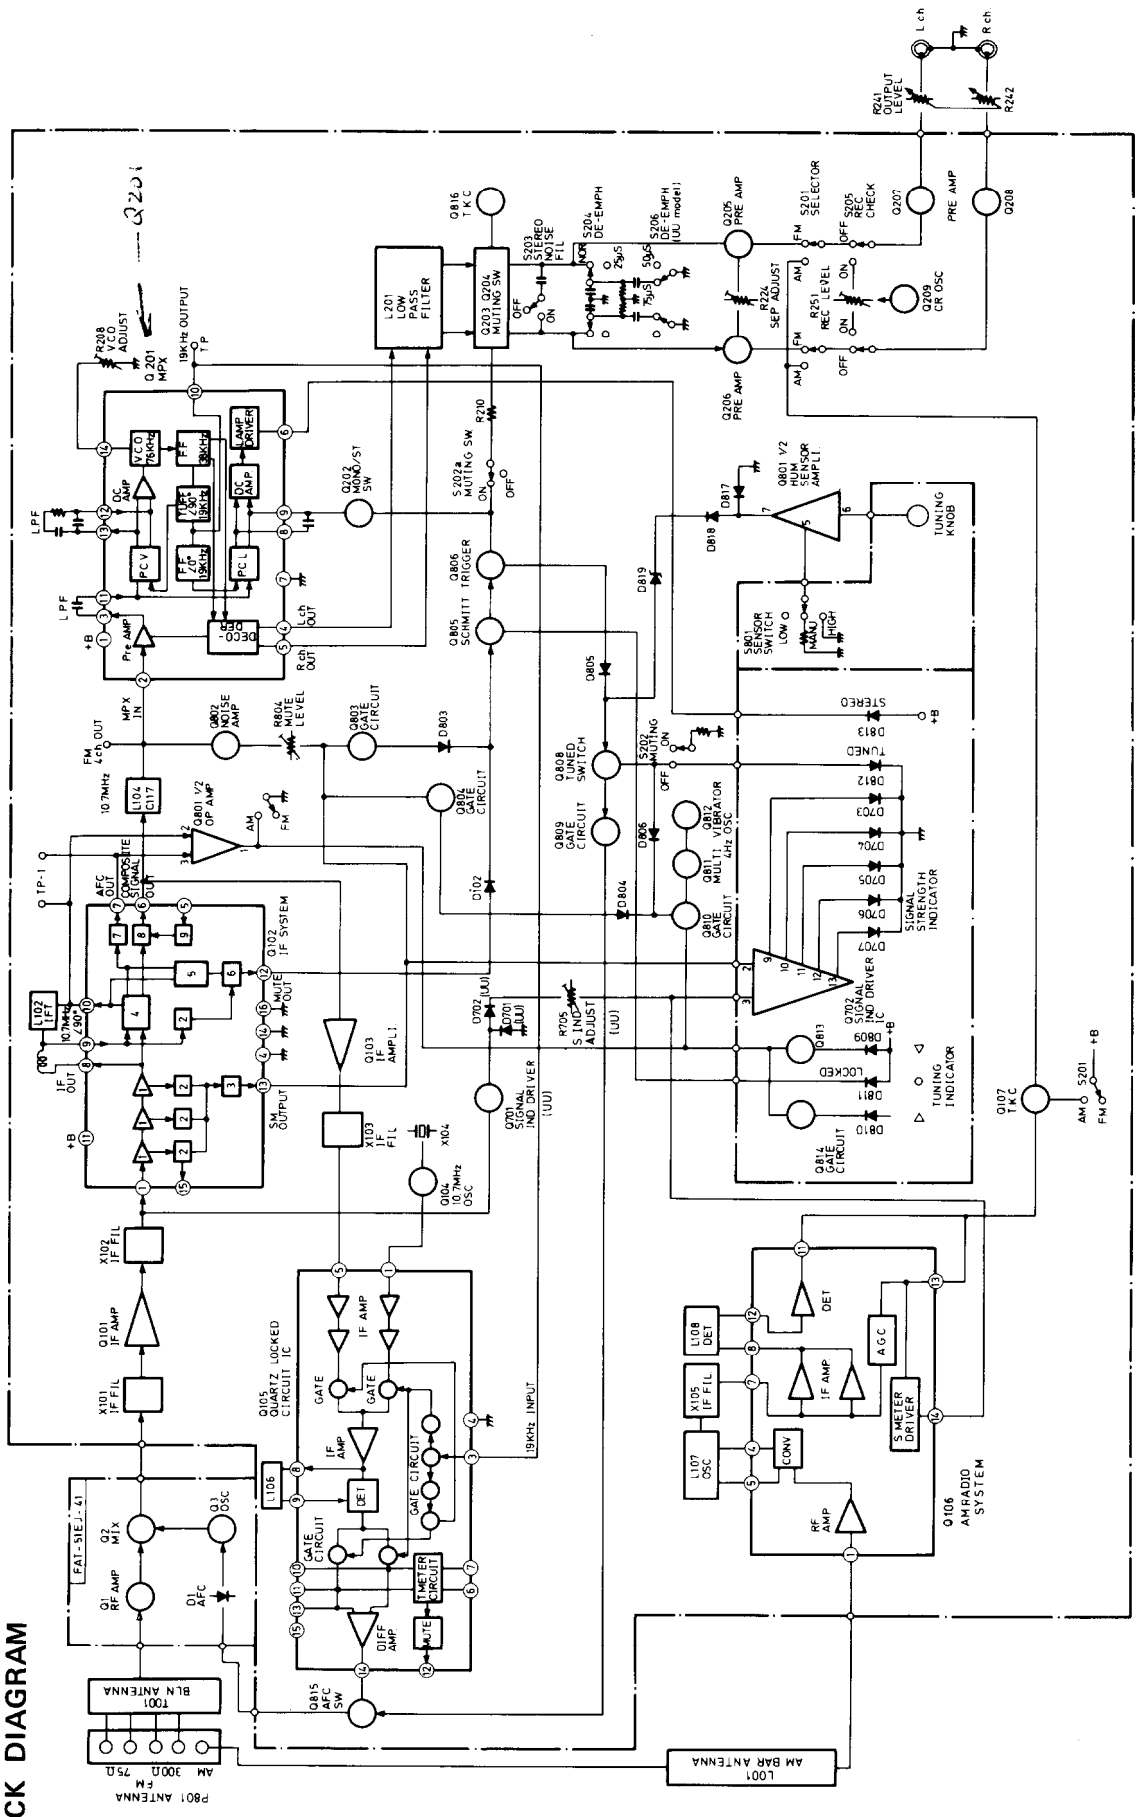 CK DIAGRAM
P801 ANTENNA
FM
75Ω
300Ω
AM
T001
BLN ANTENNA
FAT-51EJ-41
Q1
RF AMP
Q2
MIX
Q3
OSC
D1
AFC
X101
IF FIL
Q101
IF AMP
X102
IF FIL
+B
IF
OUT
L102
IFT
10.7MHz
∠90°
SM
OUTPUT
MUTE
OUT
Q102
IF SYSTEM
AFC
OUT
COMPOSITE
SIGNAL
OUT
TP-1
10.7MHz
L104
C117
Q801 1/2
OP AMP
AM
FM
FM
4ch OUT
MPX
IN
Q802
NOISE
AMP
R804
MUTE
LEVEL
Q803
GATE
CIRCUIT
D803
Q804
GATE
CIRCUIT
+B
LPF
LPF
Pre AMP
PCV
DC
AMP
VCO
76KHz
FF
38KHz
FF
∠0°
19KHz
∠90°
19KHz
PCL
DC
AMP
LAMP
DRIVER
DECO-
DER
L ch
OUT
R ch
OUT
R208
VCO
ADJUST
Q 201
MPX
Q201
19KHz OUTPUT
T P
L201
LOW
PASS
FILTER
Q203 Q204
MUTING SW
Q816
T K C
Q202
MONO/ST
SW
S202a
MUTING SW
ON
OFF
R210
Q805
SCHMITT TRIGGER
Q806
S203
STEREO
NOISE
FIL
OFF
ON
S204
DE-EMPH
NOR
25μS
S206
DE-EMPH
(UU model)
50μS
75μS
Q205
PRE AMP
Q206
PRE AMP
R224
SEP ADJUST
S201
SELECTOR
AM
FM
AM
FM
S205
REC
CHECK
OFF
ON
OFF
ON
R251
REC LEVEL
Q209
CR OSC
Q207
PRE AMP
Q208
R241
OUTPUT
LEVEL
R242
L ch
R ch
Q103
IF
AMPLI
X103
IF
FIL
X104
Q104
10.7MHz
OSC
D102
D702
(UU)
D701
(UU)
Q701
SIGNAL
IND DRIVER
(UU)
R705
S IND
ADJUST
(UU)
Q105
QUARTZ LOCKED
CIRCUIT IC
L106
IF AMP
GATE
GATE
IF
AMP
DET
GATE
CIRCUIT
GATE CIRCUIT
DIFF
AMP
MUTE
T METER
CIRCUIT
19KHz INPUT
Q815
AFC
SW
D804
D805
D806
Q808
TUNED
SWITCH
Q809
GATE
CIRCUIT
S202
MUTING
OFF
ON
Q810
GATE
CIRCUIT
Q811
MULTI VIBRATOR
Q812
4Hz OSC
D819
D818
D817
Q801 1/2
HUM
SENSOR
AMPLI.
TUNING
KNOB
S801
SENSOR
SWITCH
LOW
MANU
HIGH
Q702
SIGNAL
IND DRIVER
IC
D707
D706
D705
D704
D703
D812
TUNED
D813
STEREO
+B
SIGNAL
STRENGTH
INDICATOR
Q813
D809
+B
LOCKED
D811
D810
Q814
GATE
CIRCUIT
TUNING
INDICATOR
Q107
TKC
AM
FM
S201
+B
L001
AM BAR ANTENNA
Q106
AM RADIO
SYSTEM
RF
AMP
CONV
L107
OSC
X105
IF FIL
L108
DET
IF AMP.
DET
AGC
S METER
DRIVER